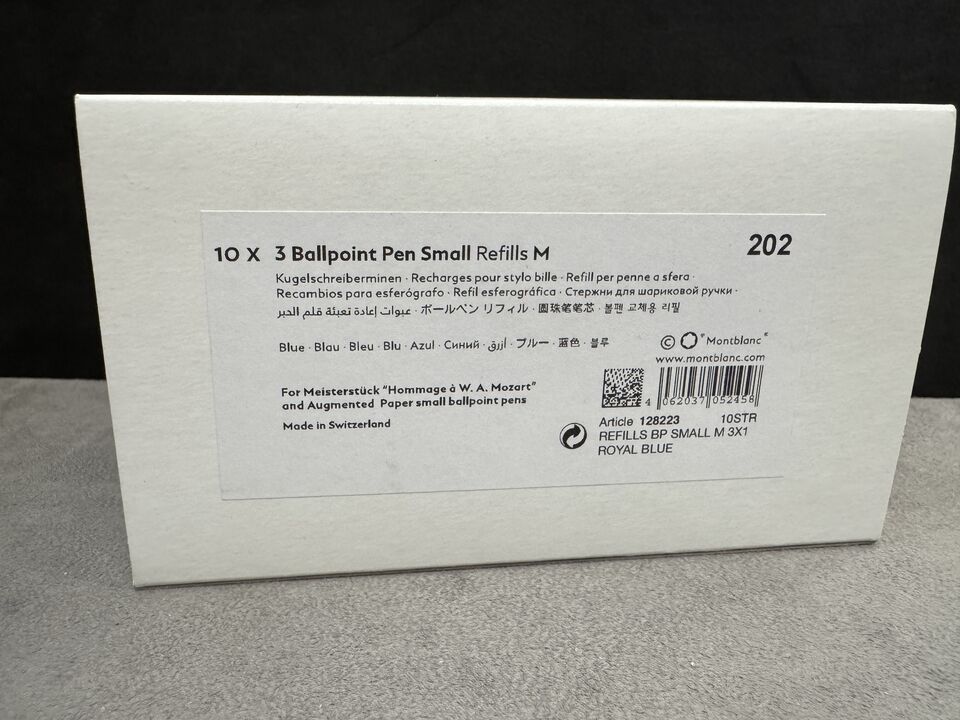 10 X 3 Ballpoint Pen Small Refills M
202
Kugelschreiberminen · Recharges pour stylo bille · Refill per penne a sfera ·
Recambios para esferógrafo · Refil esferográfica · Стержни для шариковой ручки ·
عبوات إعادة تعبئة قلم الحبر · ボールペン リフィル · 圆珠笔笔芯 · 볼펜 교체용 리필
Blue · Blau · Bleu · Blu · Azul · Синий · أزرق · ブルー · 蓝色 · 블루
© Montblanc®
www.montblanc.com
For Meisterstück "Hommage à W. A. Mozart"
and Augmented Paper small ballpoint pens
Made in Switzerland
4 062037 052458
Article 128223 10STR
REFILLS BP SMALL M 3X1
ROYAL BLUE